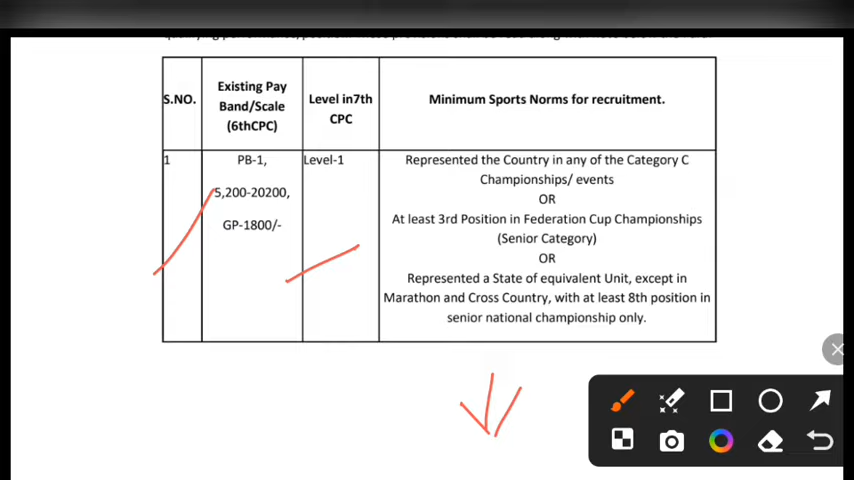 S.NO.
Existing Pay
Band/Scale
(6thCPC)
Level in7th
CPC
Minimum Sports Norms for recruitment.
1
PB-1,
5,200-20200,
GP-1800/-
Level-1
Represented the Country in any of the Category C
Championships/ events
OR
At least 3rd Position in Federation Cup Championships
(Senior Category)
OR
Represented a State of equivalent Unit, except in
Marathon and Cross Country, with at least 8th position in
senior national championship only.